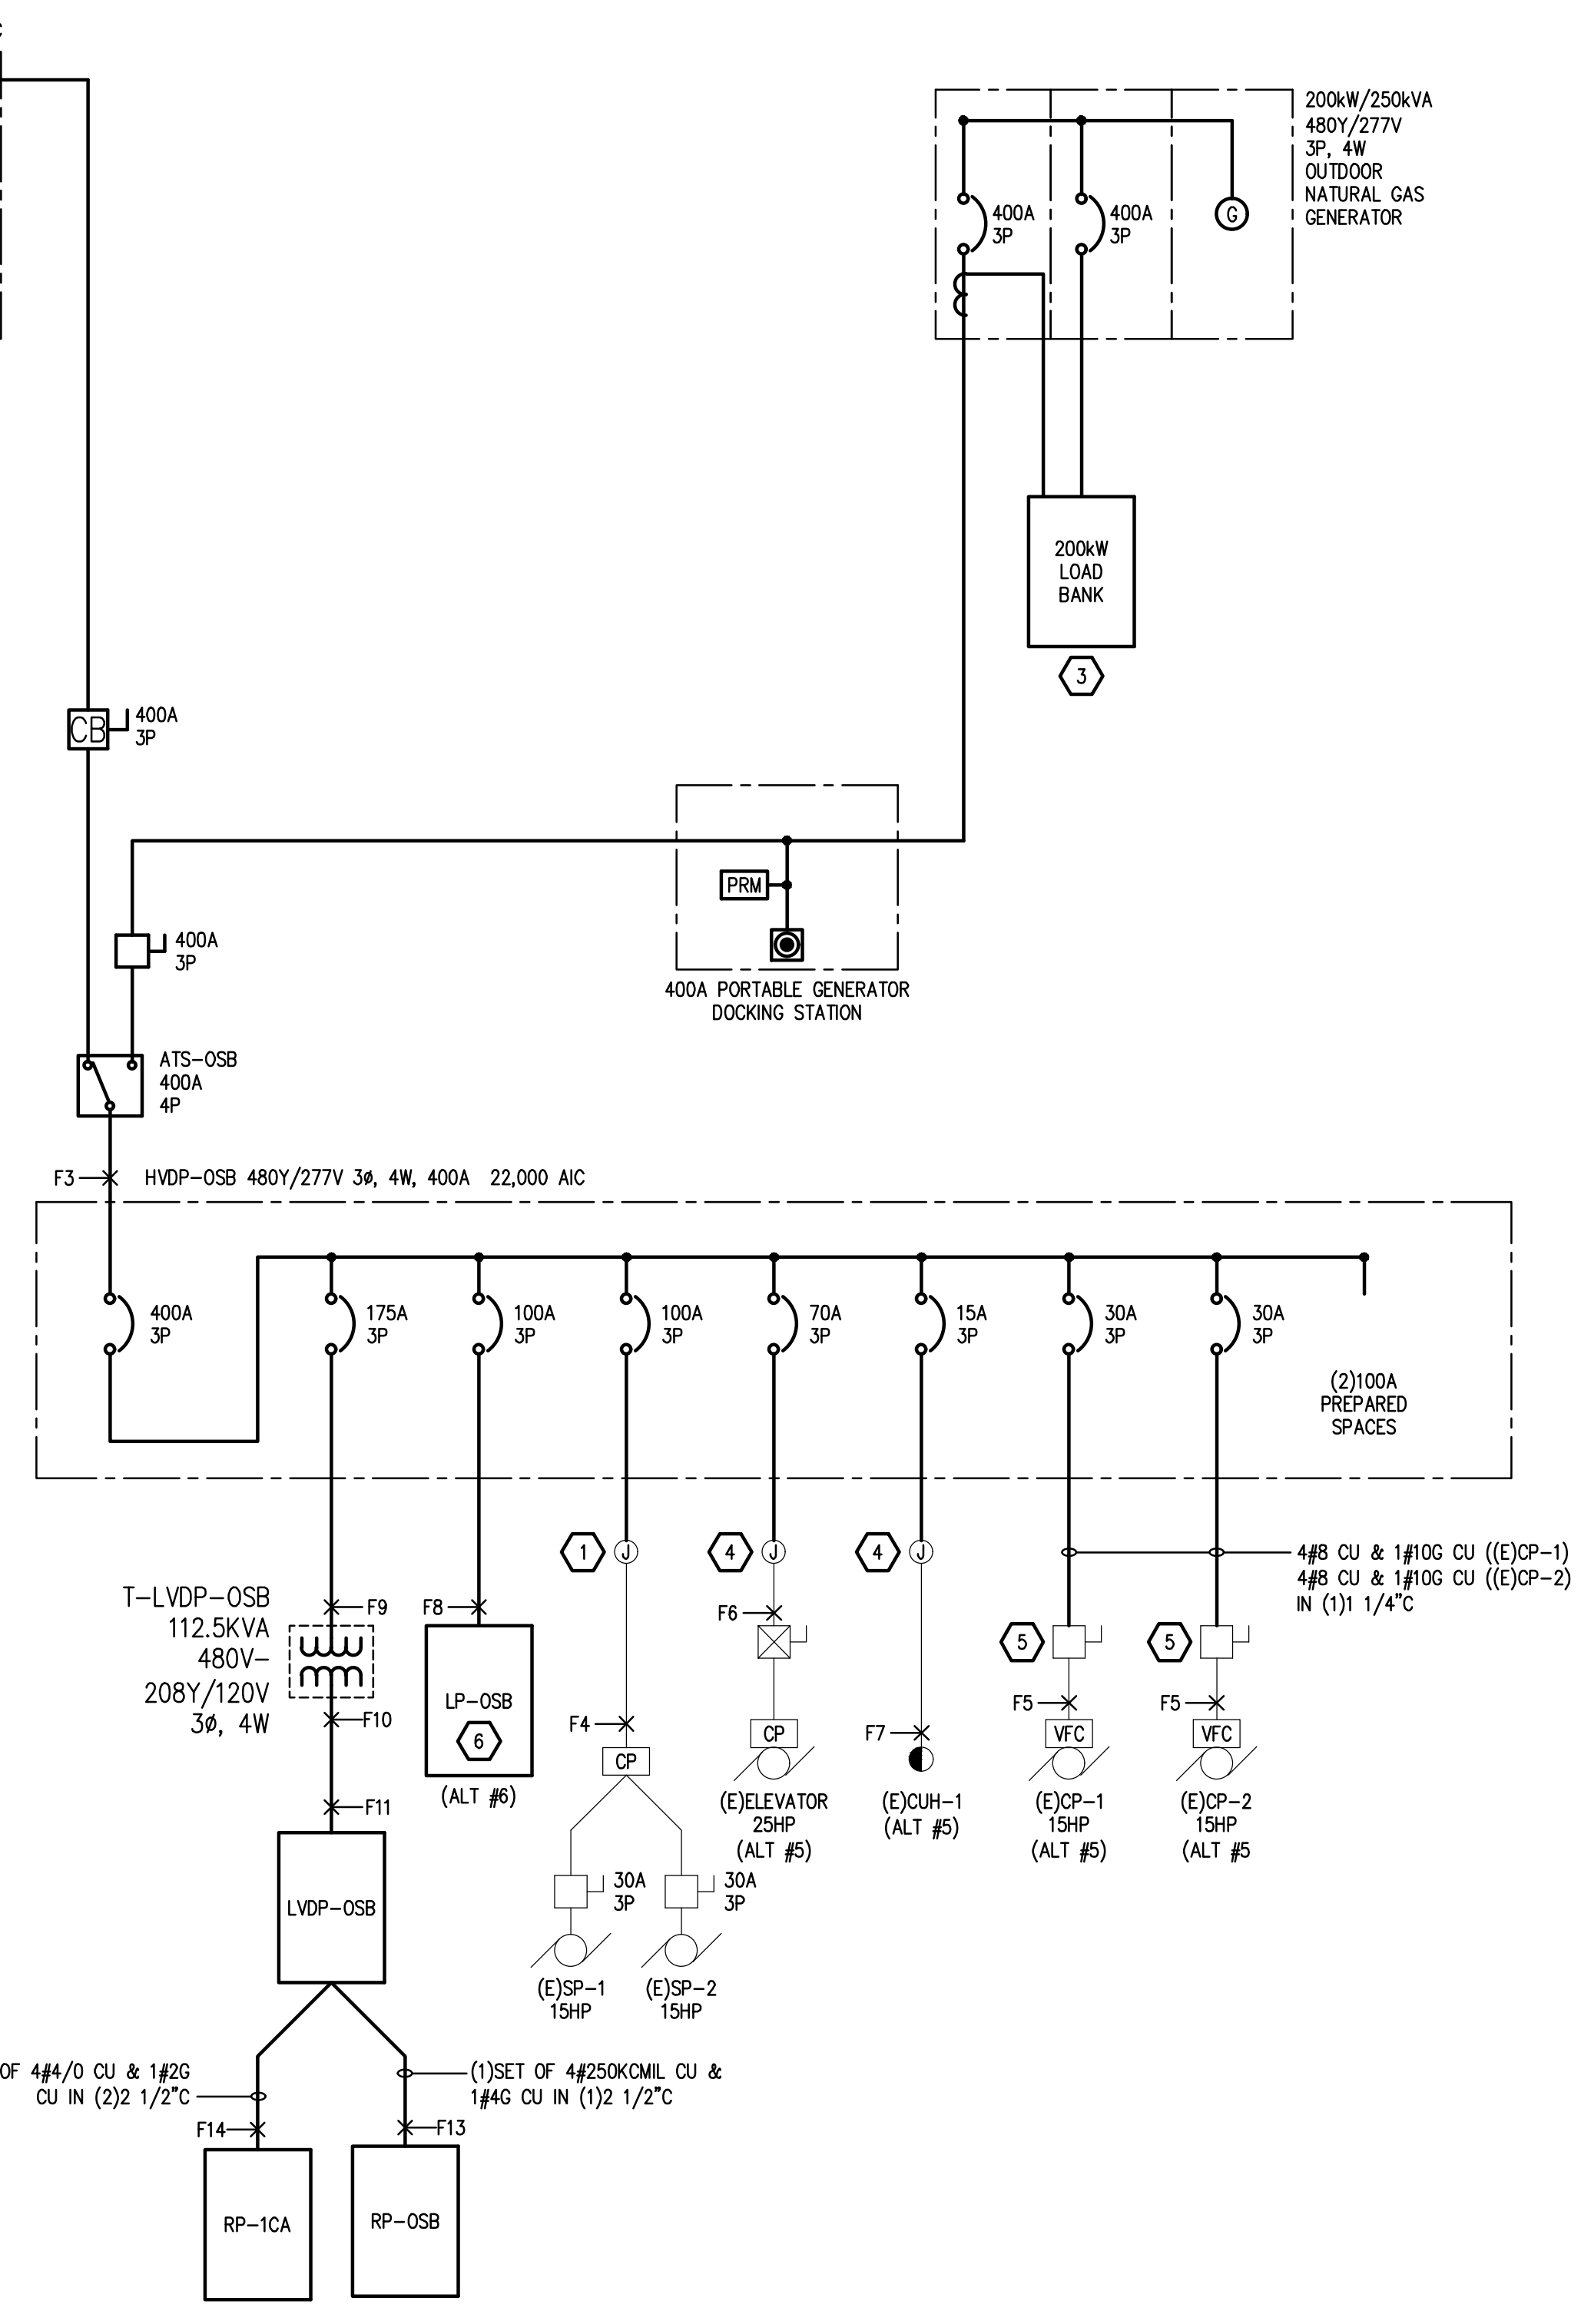 200kW/250kVA
480Y/277V
3P, 4W
OUTDOOR
NATURAL GAS
GENERATOR
400A
3P
400A
3P
G
200kW
LOAD
BANK
3
CB
400A
3P
PRM
400A
3P
400A PORTABLE GENERATOR
DOCKING STATION
ATS-OSB
400A
4P
F3
HVDP-OSB 480Y/277V 3ø, 4W, 400A 22,000 AIC
400A
3P
175A
3P
100A
3P
100A
3P
70A
3P
15A
3P
30A
3P
30A
3P
(2)100A
PREPARED
SPACES
1
J
4
J
4
J
4#8 CU & 1#10G CU ((E)CP-1)
4#8 CU & 1#10G CU ((E)CP-2)
IN (1)1 1/4"C
T-LVDP-OSB
112.5KVA
480V-
208Y/120V
3ø, 4W
F9
F10
F11
F8
LP-OSB
6
(ALT #6)
F4
CP
30A
3P
30A
3P
(E)SP-1
15HP
(E)SP-2
15HP
F6
CP
(E)ELEVATOR
25HP
(ALT #5)
F7
(E)CUH-1
(ALT #5)
5
F5
VFC
(E)CP-1
15HP
(ALT #5)
5
F5
VFC
(E)CP-2
15HP
(ALT #5
LVDP-OSB
OF 4#4/0 CU & 1#2G
CU IN (2)2 1/2"C
(1)SET OF 4#250KCMIL CU &
1#4G CU IN (1)2 1/2"C
F14
F13
RP-1CA
RP-OSB